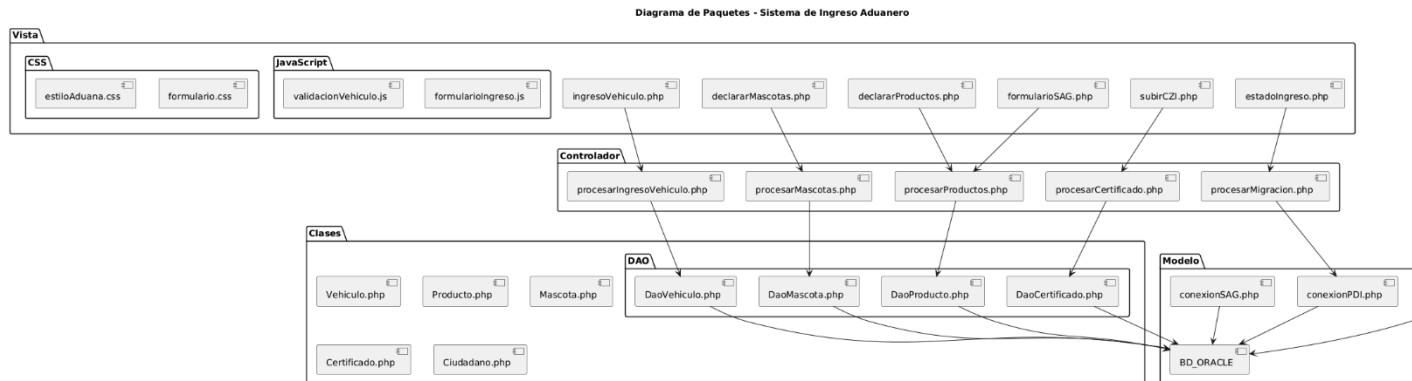 Diagrama de Paquetes - Sistema de Ingreso Aduanero
Vista
CSS
JavaScript
estiloAduana.css
formulario.css
validacionVehiculo.js
formularioIngreso.js
ingresoVehiculo.php
declararMascotas.php
declararProductos.php
formularioSAG.php
subirCZI.php
estadoIngreso.php
Controlador
procesarIngresoVehiculo.php
procesarMascotas.php
procesarProductos.php
procesarCertificado.php
procesarMigracion.php
Clases
DAO
Modelo
Vehiculo.php
Producto.php
Mascota.php
DaoVehiculo.php
DaoMascota.php
DaoProducto.php
DaoCertificado.php
conexionSAG.php
conexionPDI.php
Certificado.php
Ciudadano.php
BD_ORACLE